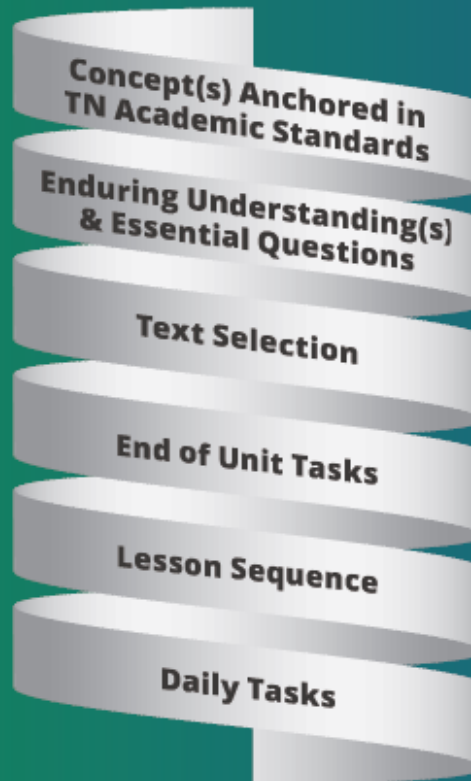 Concept(s) Anchored in
TN Academic Standards
Enduring Understanding(s)
& Essential Questions
Text Selection
End of Unit Tasks
Lesson Sequence
Daily Tasks